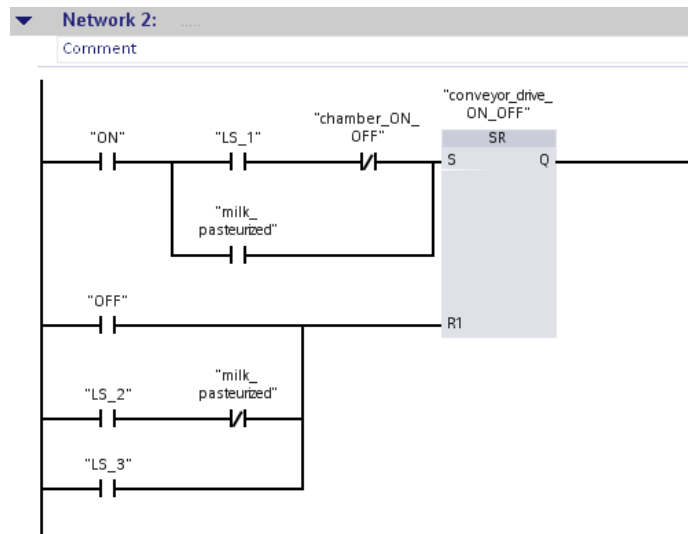 Network 2: .....
Comment
"conveyor_drive_
ON_OFF"
"chamber_ON_
OFF"
"ON"
"LS_1"
SR
S
Q
"milk_
pasteurized"
"OFF"
R1
"milk_
pasteurized"
"LS_2"
"LS_3"